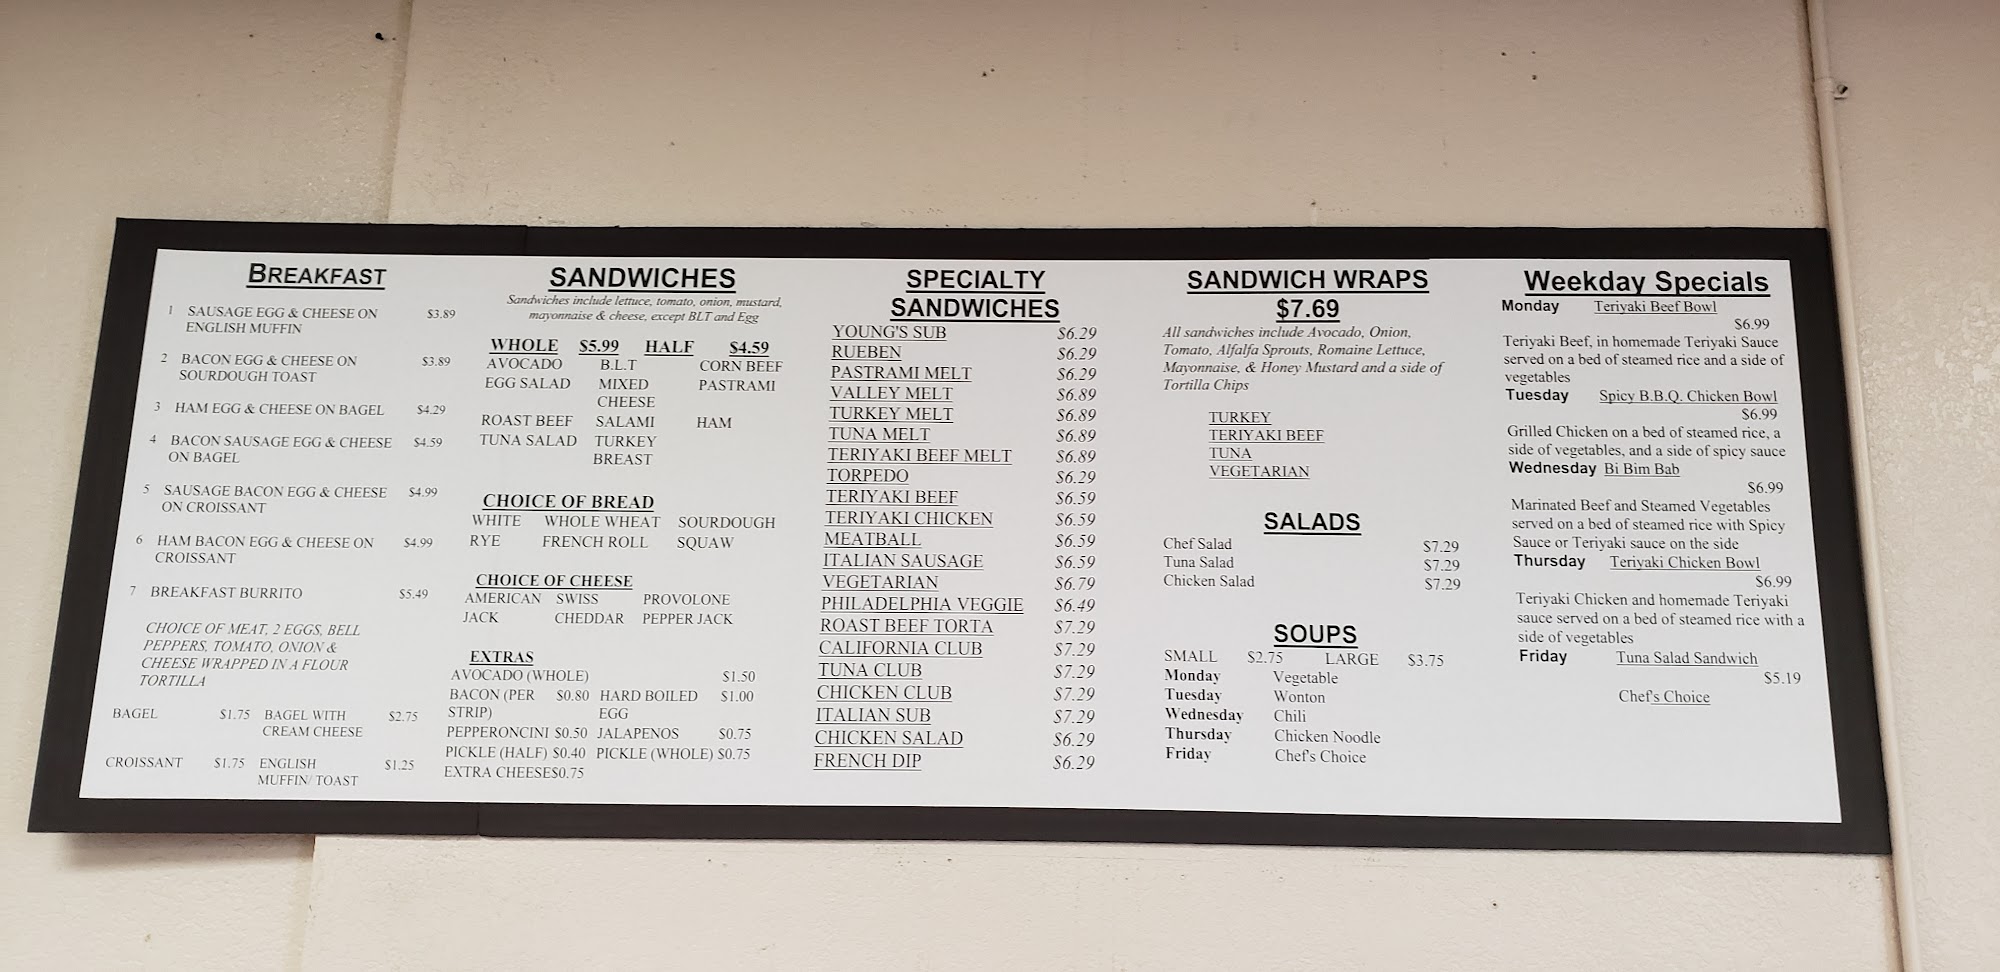 BREAKFAST
1 SAUSAGE EGG & CHEESE ON $3.89
ENGLISH MUFFIN
2 BACON EGG & CHEESE ON $3.89
SOURDOUGH TOAST
3 HAM EGG & CHEESE ON BAGEL $4.29
4 BACON SAUSAGE EGG & CHEESE $4.59
ON BAGEL
5 SAUSAGE BACON EGG & CHEESE $4.99
ON CROISSANT
6 HAM BACON EGG & CHEESE ON $4.99
CROISSANT
7 BREAKFAST BURRITO $5.49
CHOICE OF MEAT, 2 EGGS, BELL
PEPPERS, TOMATO, ONION &
CHEESE WRAPPED IN A FLOUR
TORTILLA
BAGEL $1.75 BAGEL WITH $2.75
CREAM CHEESE
CROISSANT $1.75 ENGLISH $1.25
MUFFIN/ TOAST
SANDWICHES
Sandwiches include lettuce, tomato, onion, mustard,
mayonnaise & cheese, except BLT and Egg
WHOLE $5.99 HALF $4.59
AVOCADO B.L.T CORN BEEF
EGG SALAD MIXED PASTRAMI
CHEESE
ROAST BEEF SALAMI HAM
TUNA SALAD TURKEY
BREAST
CHOICE OF BREAD
WHITE WHOLE WHEAT SOURDOUGH
RYE FRENCH ROLL SQUAW
CHOICE OF CHEESE
AMERICAN SWISS PROVOLONE
JACK CHEDDAR PEPPER JACK
EXTRAS
AVOCADO (WHOLE) $1.50
BACON (PER $0.80 HARD BOILED $1.00
STRIP) EGG
PEPPERONCINI $0.50 JALAPENOS $0.75
PICKLE (HALF) $0.40 PICKLE (WHOLE) $0.75
EXTRA CHEESE$0.75
SPECIALTY
SANDWICHES
YOUNG'S SUB $6.29
RUEBEN $6.29
PASTRAMI MELT $6.29
VALLEY MELT $6.89
TURKEY MELT $6.89
TUNA MELT $6.89
TERIYAKI BEEF MELT $6.89
TORPEDO $6.29
TERIYAKI BEEF $6.59
TERIYAKI CHICKEN $6.59
MEATBALL $6.59
ITALIAN SAUSAGE $6.59
VEGETARIAN $6.79
PHILADELPHIA VEGGIE $6.49
ROAST BEEF TORTA $7.29
CALIFORNIA CLUB $7.29
TUNA CLUB $7.29
CHICKEN CLUB $7.29
ITALIAN SUB $7.29
CHICKEN SALAD $6.29
FRENCH DIP $6.29
SANDWICH WRAPS
$7.69
All sandwiches include Avocado, Onion,
Tomato, Alfalfa Sprouts, Romaine Lettuce,
Mayonnaise, & Honey Mustard and a side of
Tortilla Chips
TURKEY
TERIYAKI BEEF
TUNA
VEGETARIAN
SALADS
Chef Salad $7.29
Tuna Salad $7.29
Chicken Salad $7.29
SOUPS
SMALL $2.75 LARGE $3.75
Monday Vegetable
Tuesday Wonton
Wednesday Chili
Thursday Chicken Noodle
Friday Chef's Choice
Weekday Specials
Monday Teriyaki Beef Bowl
$6.99
Teriyaki Beef, in homemade Teriyaki Sauce
served on a bed of steamed rice and a side of
vegetables
Tuesday Spicy B.B.Q. Chicken Bowl
$6.99
Grilled Chicken on a bed of steamed rice, a
side of vegetables, and a side of spicy sauce
Wednesday Bi Bim Bab
$6.99
Marinated Beef and Steamed Vegetables
served on a bed of steamed rice with Spicy
Sauce or Teriyaki sauce on the side
Thursday Teriyaki Chicken Bowl
$6.99
Teriyaki Chicken and homemade Teriyaki
sauce served on a bed of steamed rice with a
side of vegetables
Friday Tuna Salad Sandwich
$5.19
Chef's Choice